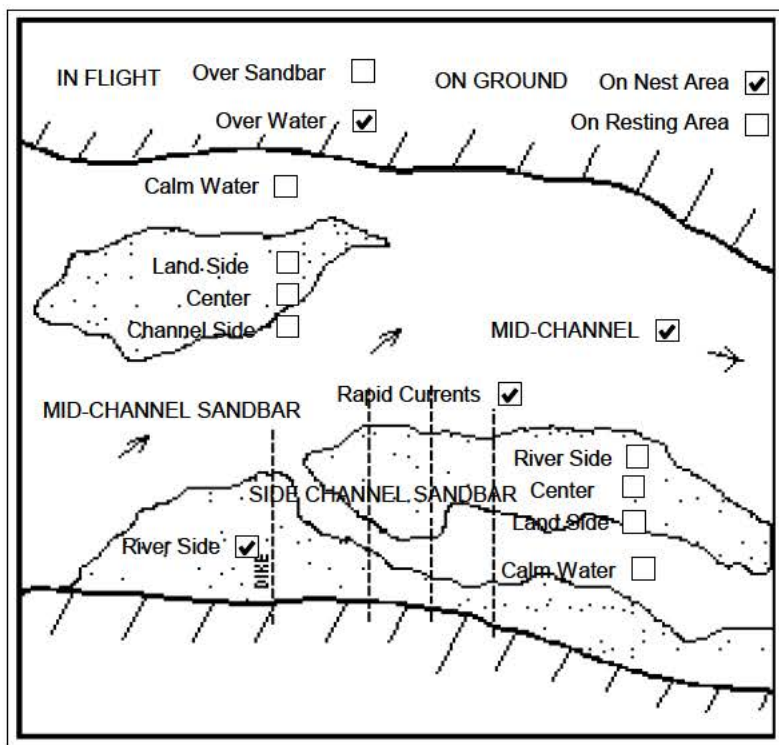 IN FLIGHT
Over Sandbar
ON GROUND
On Nest Area
Over Water
On Resting Area
Calm Water
Land Side
Center
Channel Side
MID-CHANNEL
Rapid Currents
MID-CHANNEL SANDBAR
River Side
SIDE CHANNEL SANDBAR
Center
Land Side
River Side
DIKE
Calm Water